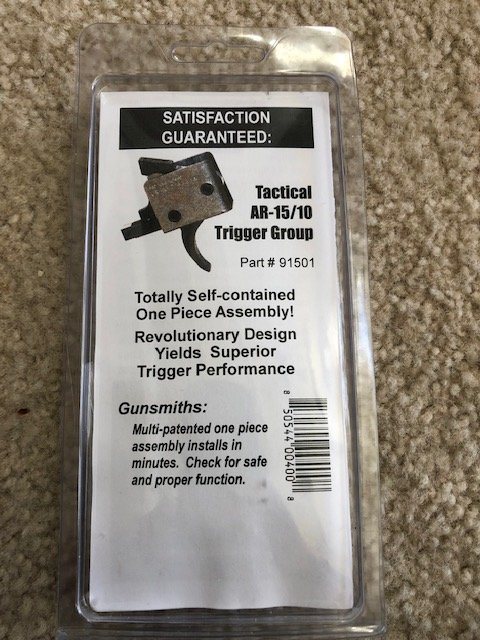 SATISFACTION
GUARANTEED:
Tactical
AR-15/10
Trigger Group
Part # 91501
Totally Self-contained
One Piece Assembly!
Revolutionary Design
Yields Superior
Trigger Performance
Gunsmiths:
Multi-patented one piece
assembly installs in
minutes. Check for safe
and proper function.
8 50544 00400 8